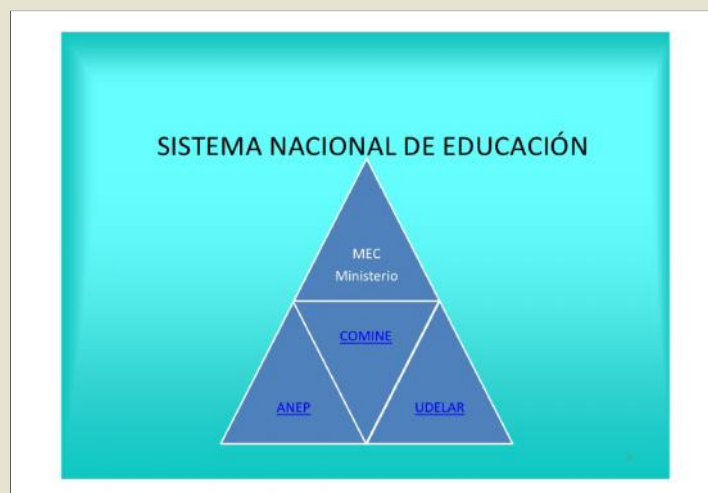 SISTEMA NACIONAL DE EDUCACIÓN
MEC
Ministerio
COMINE
ANEP
UDELAR